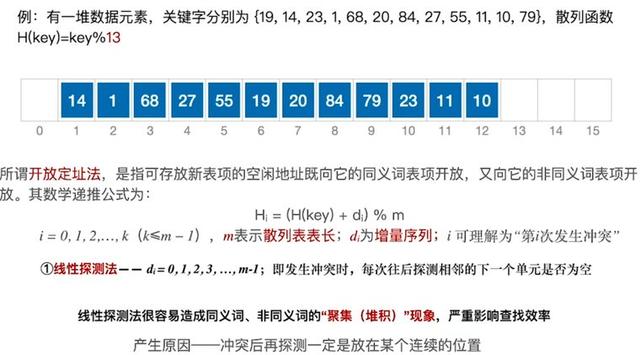 例：有一堆数据元素，关键字分别为 {19, 14, 23, 1, 68, 20, 84, 27, 55, 11, 10, 79}，散列函数
H(key)=key%13
14 1 68 27 55 19 20 84 79 23 11 10
0 1 2 3 4 5 6 7 8 9 10 11 12 13 14 15
所谓开放定址法，是指可存放新表项的空闲地址既向它的同义词表项开放，又向它的非同义词表项开
放。其数学递推公式为：
Hᵢ = (H(key) + dᵢ) % m
i = 0, 1, 2,…, k（k≤m − 1），m表示散列表表长；dᵢ为增量序列；i 可理解为“第i次发生冲突”
①线性探测法—— dᵢ = 0, 1, 2, 3, …, m-1；即发生冲突时，每次往后探测相邻的下一个单元是否为空
线性探测法很容易造成同义词、非同义词的“聚集（堆积）”现象，严重影响查找效率
产生原因——冲突后再探测一定是放在某个连续的位置